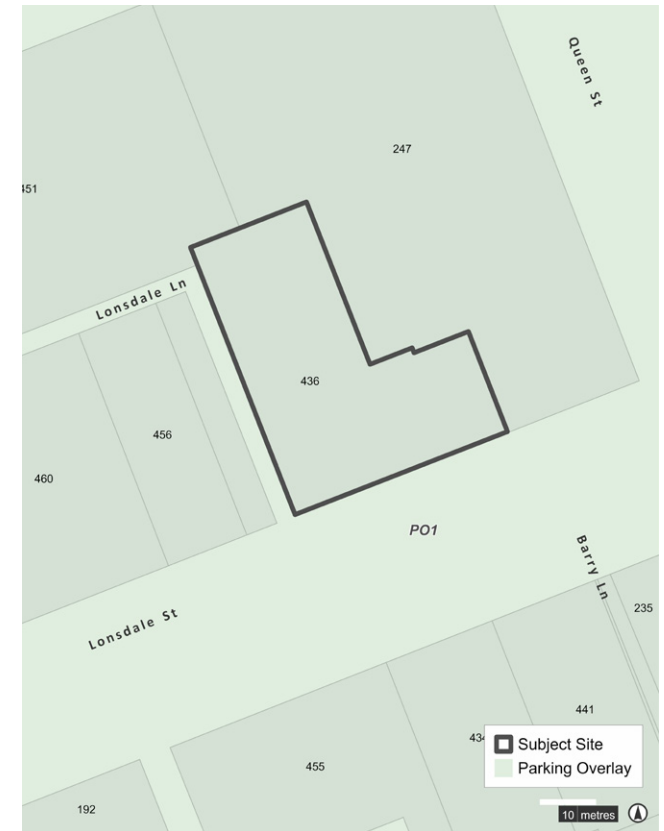 Queen St
247
451
Lonsdale Ln
436
456
460
PO1
Barry Ln
Lonsdale St
235
441
434
455
192
Subject Site
Parking Overlay
10 metres